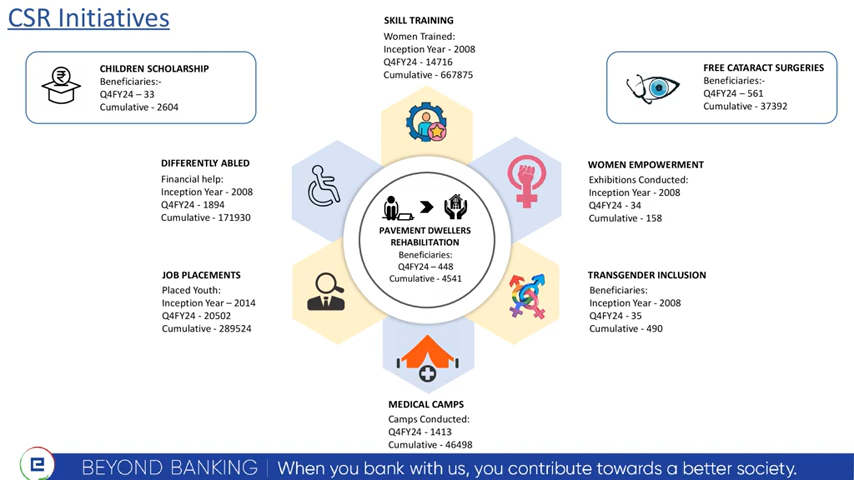 CSR Initiatives
SKILL TRAINING
Women Trained:
Inception Year - 2008
Q4FY24 - 14716
Cumulative - 667875
CHILDREN SCHOLARSHIP
Beneficiaries:-
Q4FY24 – 33
Cumulative - 2604
FREE CATARACT SURGERIES
Beneficiaries:-
Q4FY24 – 561
Cumulative - 37392
DIFFERENTLY ABLED
Financial help:
Inception Year - 2008
Q4FY24 - 1894
Cumulative - 171930
WOMEN EMPOWERMENT
Exhibitions Conducted:
Inception Year - 2008
Q4FY24 - 34
Cumulative - 158
PAVEMENT DWELLERS
REHABILITATION
Beneficiaries:
Q4FY24 – 448
Cumulative - 4541
JOB PLACEMENTS
Placed Youth:
Inception Year – 2014
Q4FY24 - 20502
Cumulative - 289524
TRANSGENDER INCLUSION
Beneficiaries:
Inception Year - 2008
Q4FY24 - 35
Cumulative - 490
MEDICAL CAMPS
Camps Conducted:
Q4FY24 - 1413
Cumulative - 46498
BEYOND BANKING | When you bank with us, you contribute towards a better society.